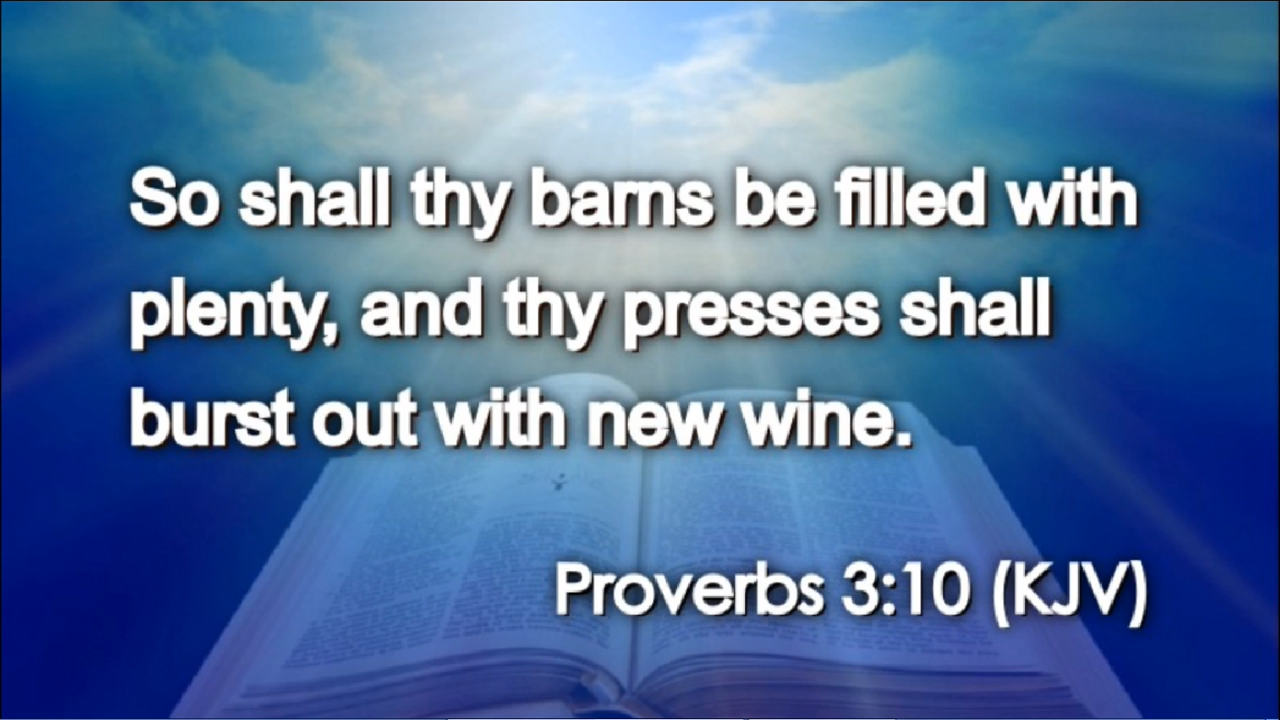 So shall thy barns be filled with
plenty, and thy presses shall
burst out with new wine.
Proverbs 3:10 (KJV)